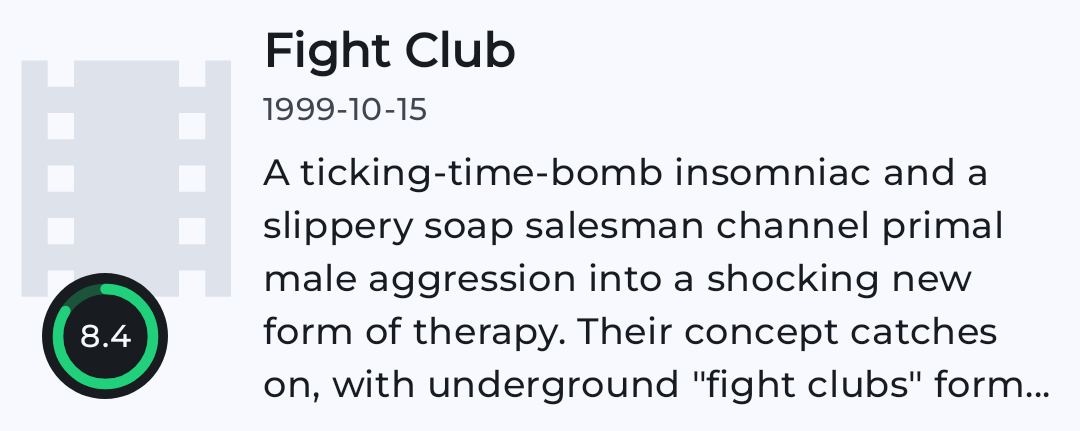 Fight Club
1999-10-15
A ticking-time-bomb insomniac and a
slippery soap salesman channel primal
male aggression into a shocking new
form of therapy. Their concept catches
on, with underground "fight clubs" form...
8.4